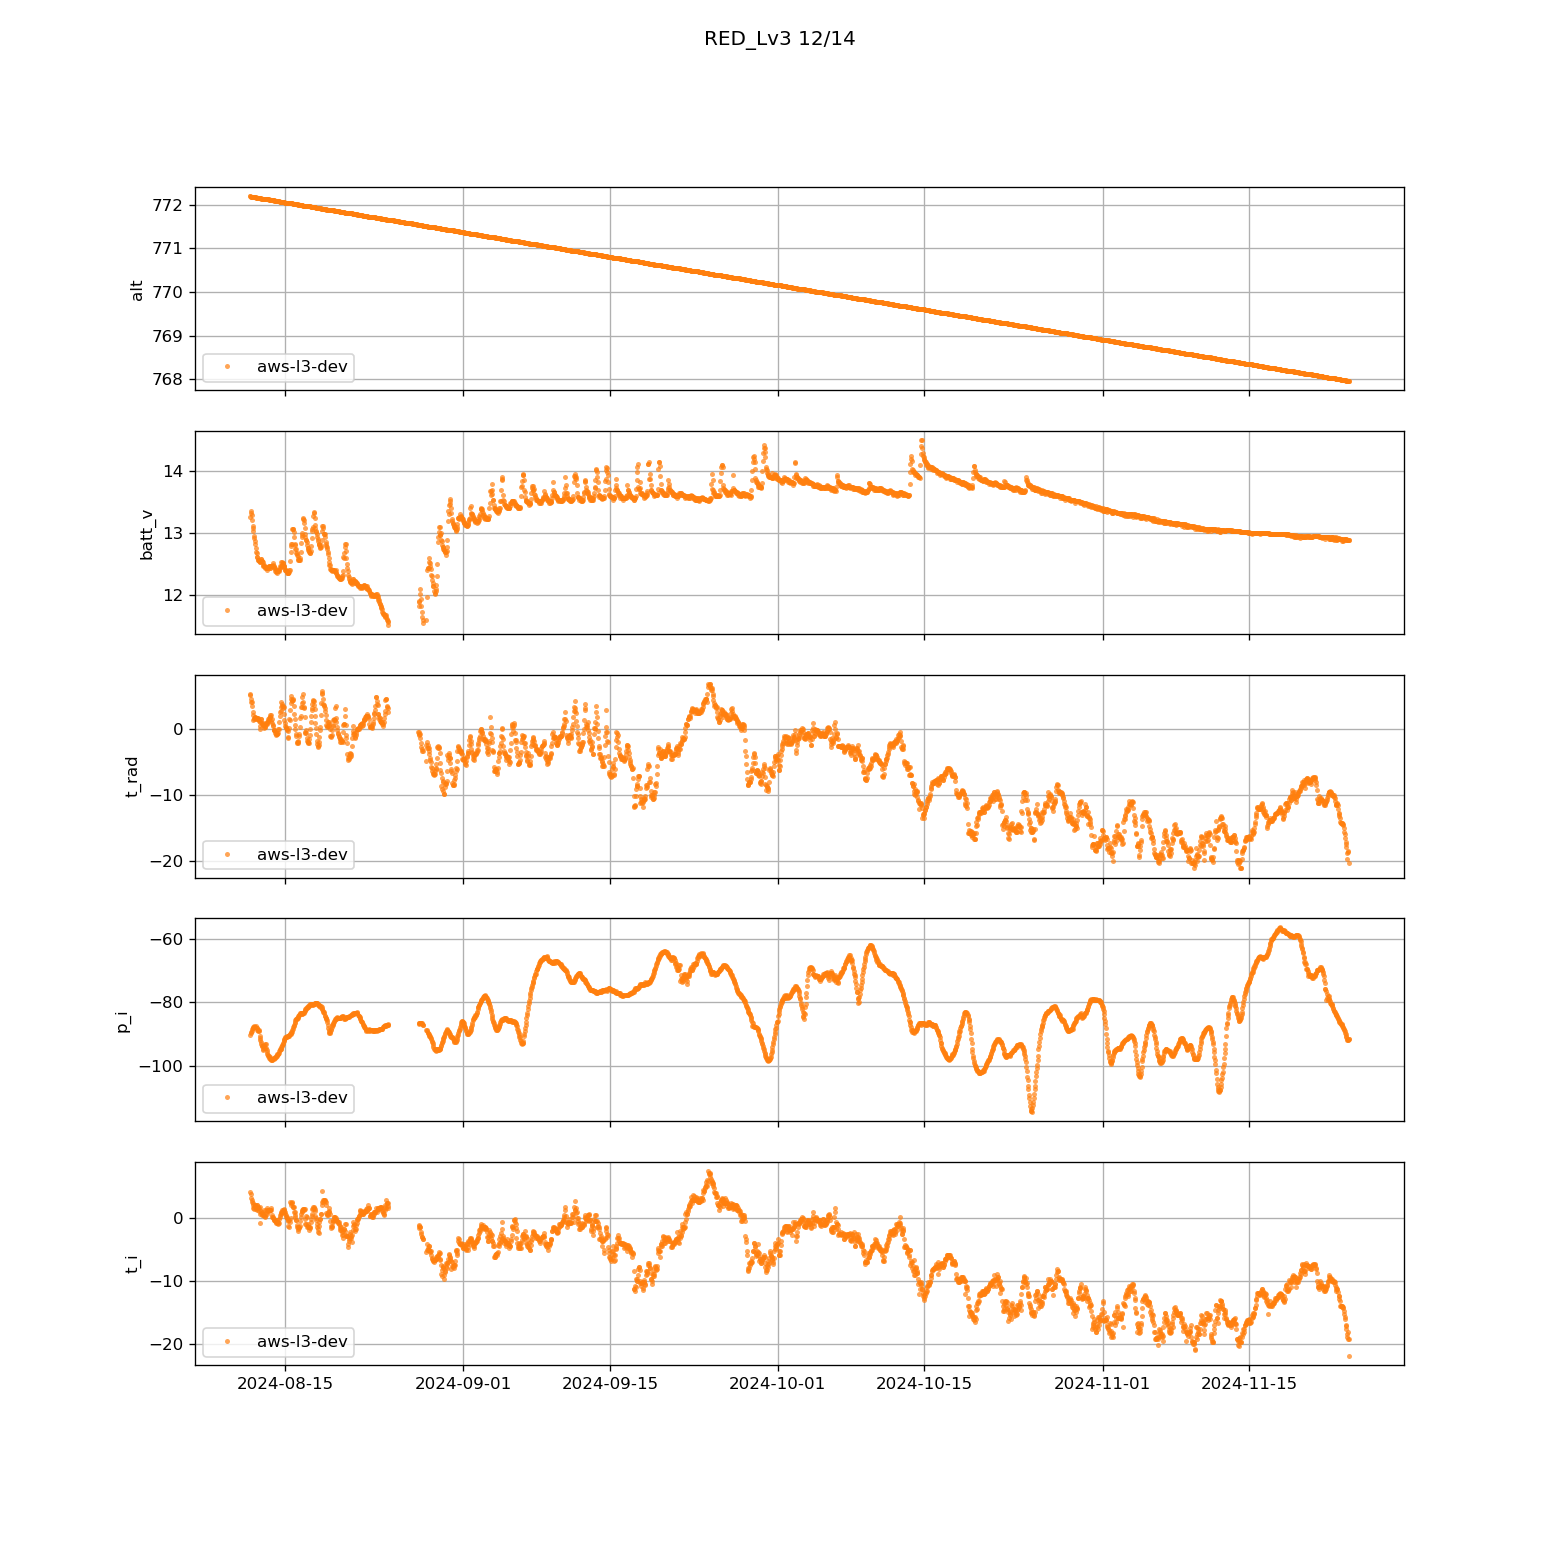 RED_Lv3 12/14
772
771
770
769
768
alt
aws-l3-dev
14
13
12
batt_v
aws-l3-dev
0
−10
−20
t_rad
aws-l3-dev
−60
−80
−100
p_i
aws-l3-dev
0
−10
−20
t_i
aws-l3-dev
2024-08-15 2024-09-01 2024-09-15 2024-10-01 2024-10-15 2024-11-01 2024-11-15